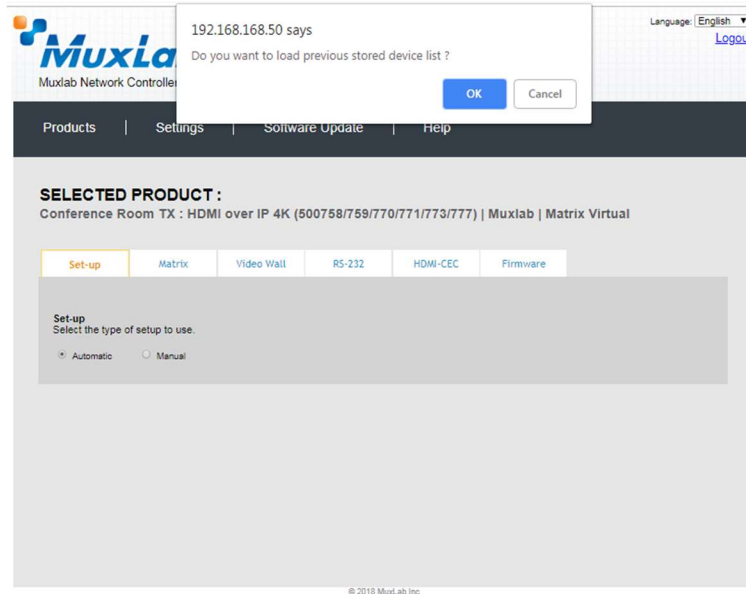 192.168.168.50 says
Do you want to load previous stored device list ?
OK Cancel
Language: English
Logou
MuxLa
Muxlab Network Controller
Products | Settings | Software Update | Help
SELECTED PRODUCT :
Conference Room TX : HDMI over IP 4K (500758/759/770/771/773/777) | Muxlab | Matrix Virtual
Set-up Matrix Video Wall RS-232 HDMI-CEC Firmware
Set-up
Select the type of setup to use.
Automatic Manual
© 2018 MuxLab Inc